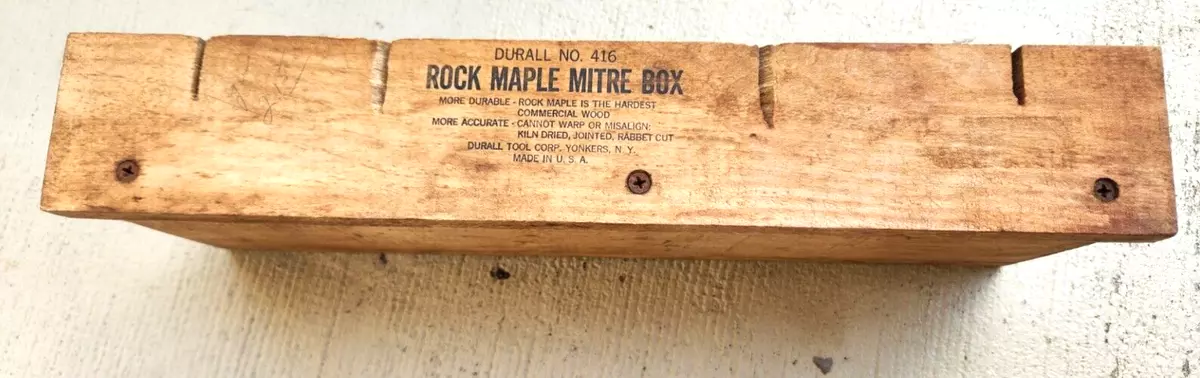 DURALL NO. 416
ROCK MAPLE MITRE BOX
MORE DURABLE - ROCK MAPLE IS THE HARDEST
COMMERCIAL WOOD
MORE ACCURATE - CANNOT WARP OR MISALIGN;
KILN DRIED, JOINTED, RABBET CUT
DURALL TOOL CORP. YONKERS, N. Y.
MADE IN U. S. A.